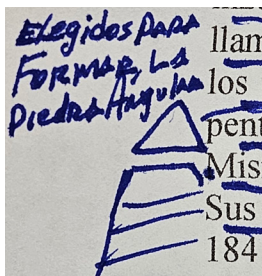 Elegidos PARA
FORMAR, LA
Piedra Angular
llam
los
pent
Mis
Sus
184